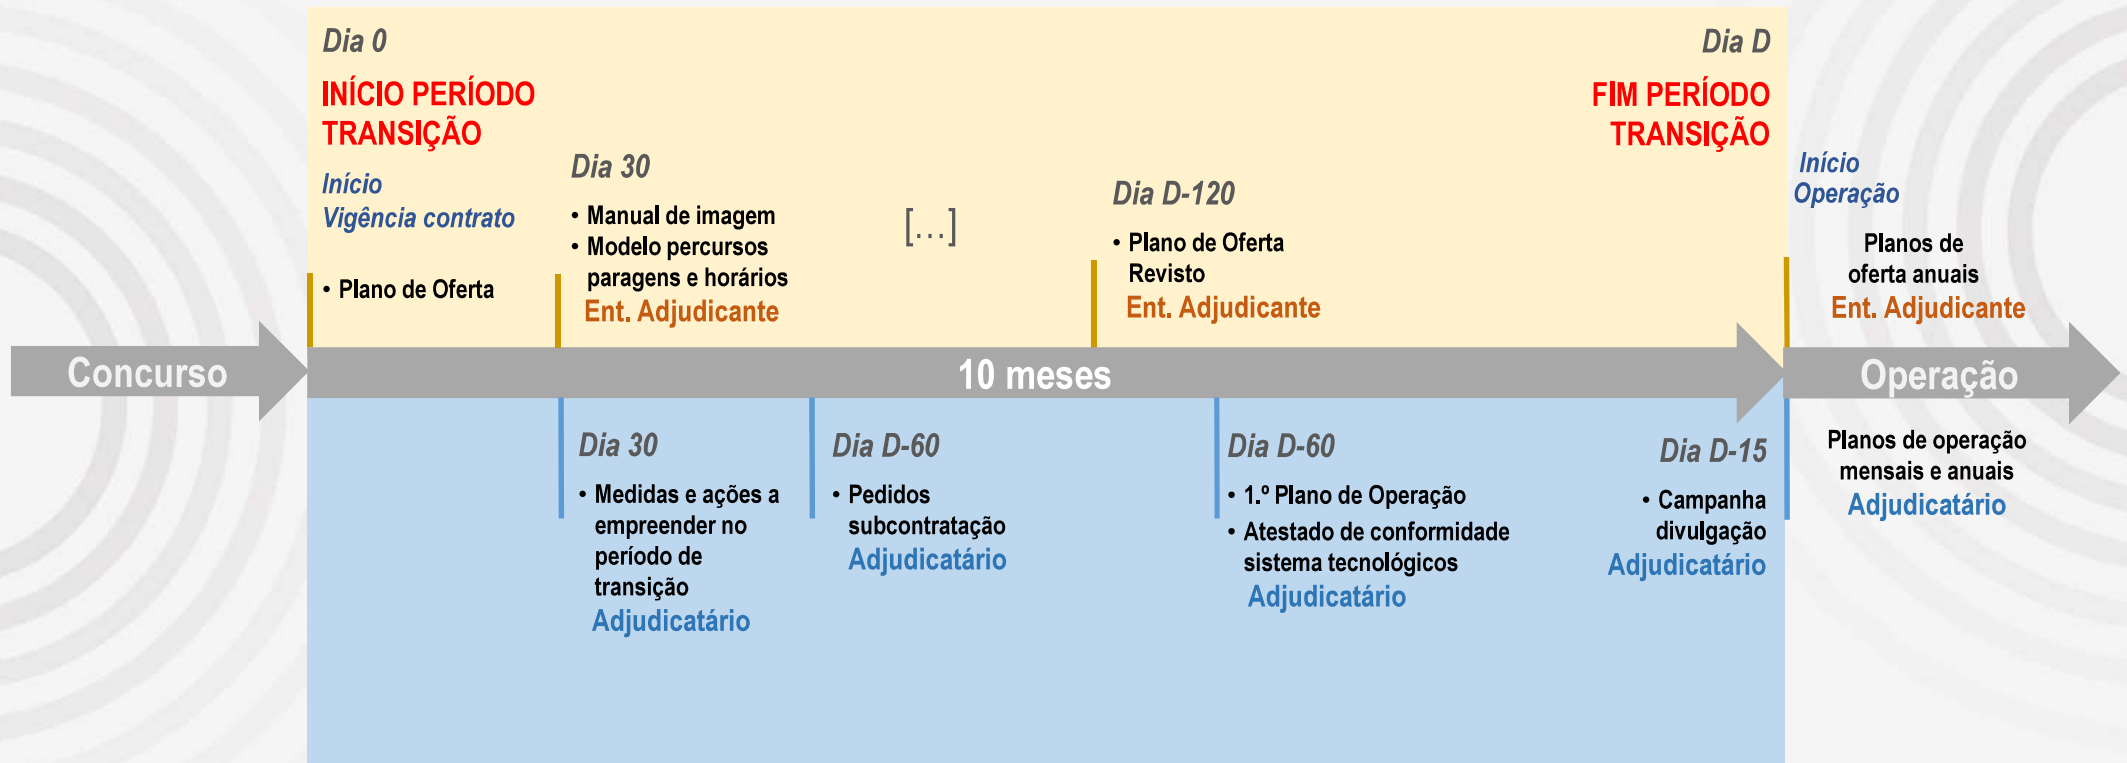 Dia 0
INÍCIO PERÍODO
TRANSIÇÃO
Início
Vigência contrato
• Plano de Oferta
Dia 30
• Manual de imagem
• Modelo percursos
paragens e horários
Ent. Adjudicante
[...]
Dia D-120
• Plano de Oferta
Revisto
Ent. Adjudicante
Dia D
FIM PERÍODO
TRANSIÇÃO
Início
Operação
Planos de
oferta anuais
Ent. Adjudicante
Concurso
10 meses
Operação
Dia 30
• Medidas e ações a
empreender no
período de
transição
Adjudicatário
Dia D-60
• Pedidos
subcontratação
Adjudicatário
Dia D-60
• 1.º Plano de Operação
• Atestado de conformidade
sistema tecnológicos
Adjudicatário
Dia D-15
• Campanha
divulgação
Adjudicatário
Planos de operação
mensais e anuais
Adjudicatário